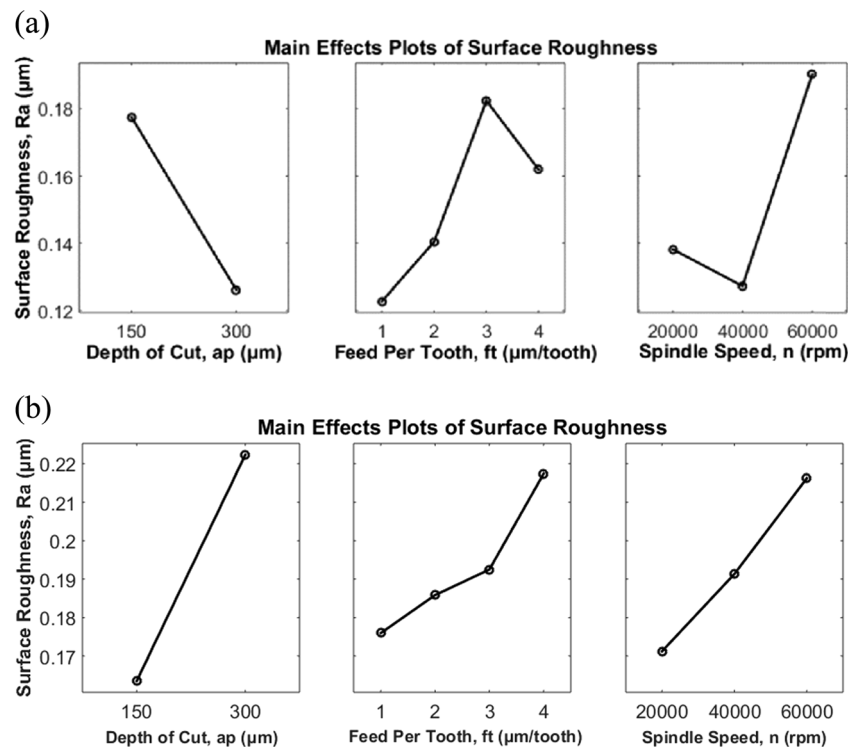 (a)
Main Effects Plots of Surface Roughness
Surface Roughness, Ra (μm)
0.18
0.16
0.14
0.12
150 300
Depth of Cut, ap (μm)
1 2 3 4
Feed Per Tooth, ft (μm/tooth)
20000 40000 60000
Spindle Speed, n (rpm)
(b)
Main Effects Plots of Surface Roughness
Surface Roughness, Ra (μm)
0.22
0.21
0.2
0.19
0.18
0.17
150 300
Depth of Cut, ap (μm)
1 2 3 4
Feed Per Tooth, ft (μm/tooth)
20000 40000 60000
Spindle Speed, n (rpm)